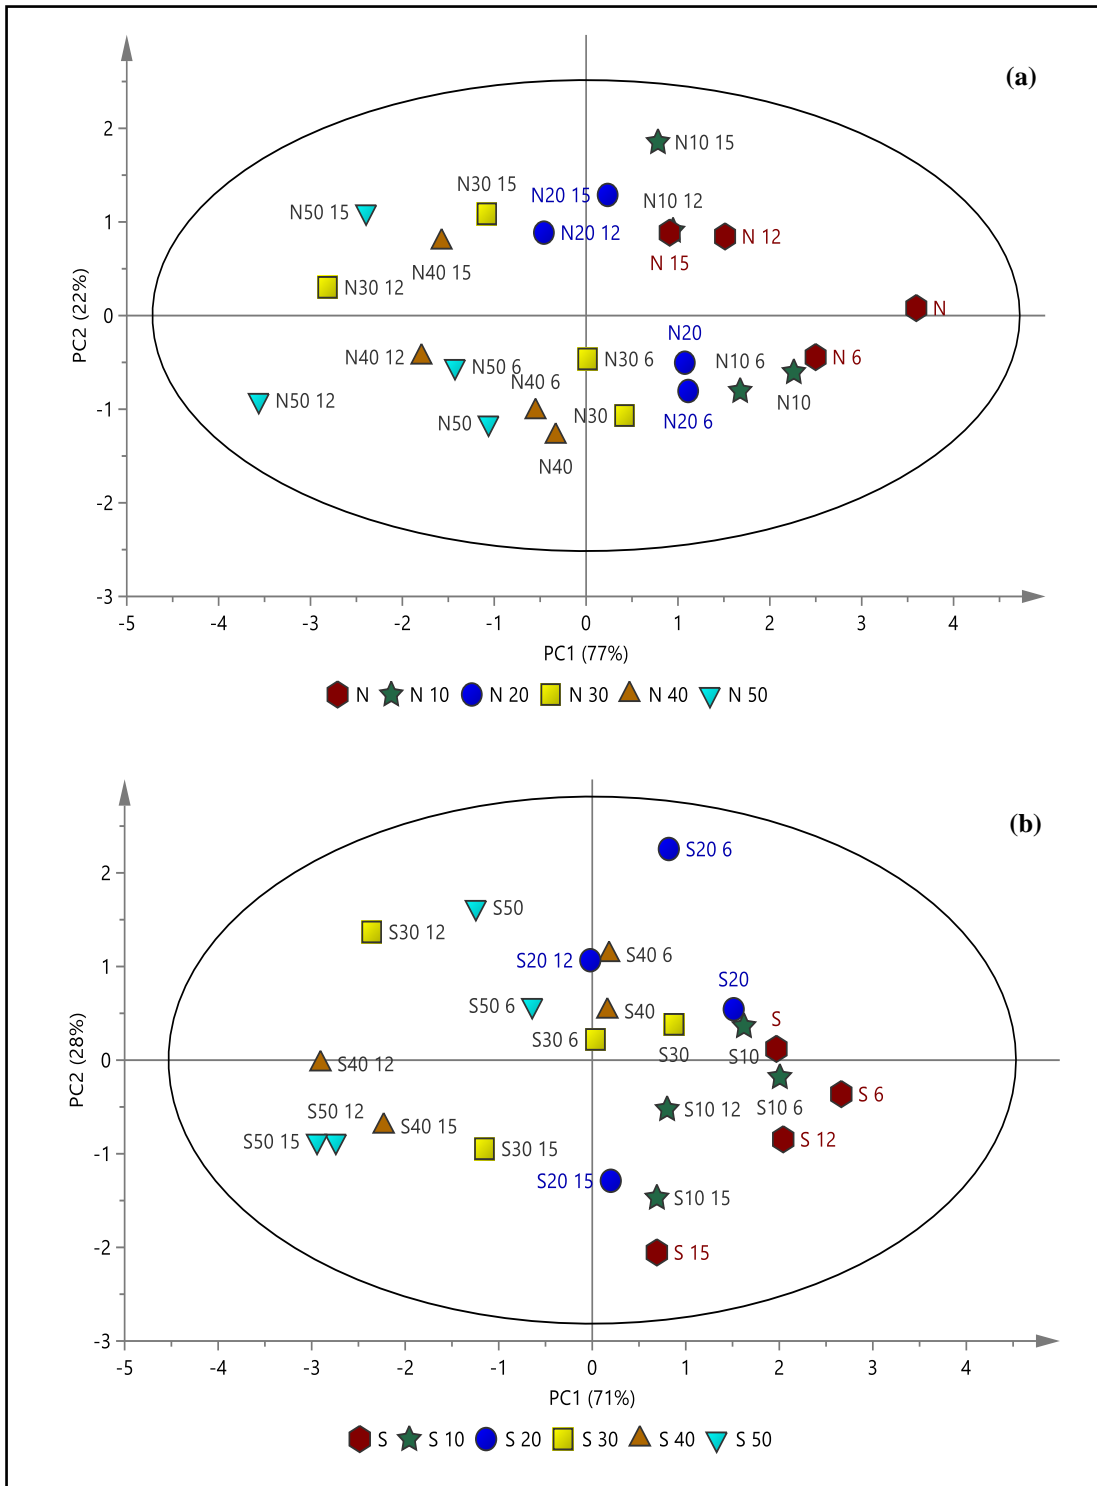 (a)
2
1
0
-1
-2
-3
PC2 (22%)
N10 15
N30 15
N20 15
N10 12
N50 15
N20 12
N 12
N40 15
N 15
N30 12
N
N20
N40 12
N50 6
N30 6
N10 6
N 6
N40 6
N50 12
N10
N50
N30
N20 6
N40
-5 -4 -3 -2 -1 0 1 2 3 4
PC1 (77%)
N N 10 N 20 N 30 N 40 N 50
(b)
2
1
0
-1
-2
-3
PC2 (28%)
S20 6
S50
S30 12
S20 12
S40 6
S20
S50 6
S40
S
S30 6
S30
S10
S40 12
S 6
S50 12
S10 12
S10 6
S50 15
S40 15
S 12
S30 15
S20 15
S10 15
S 15
-5 -4 -3 -2 -1 0 1 2 3 4
PC1 (71%)
S S 10 S 20 S 30 S 40 S 50